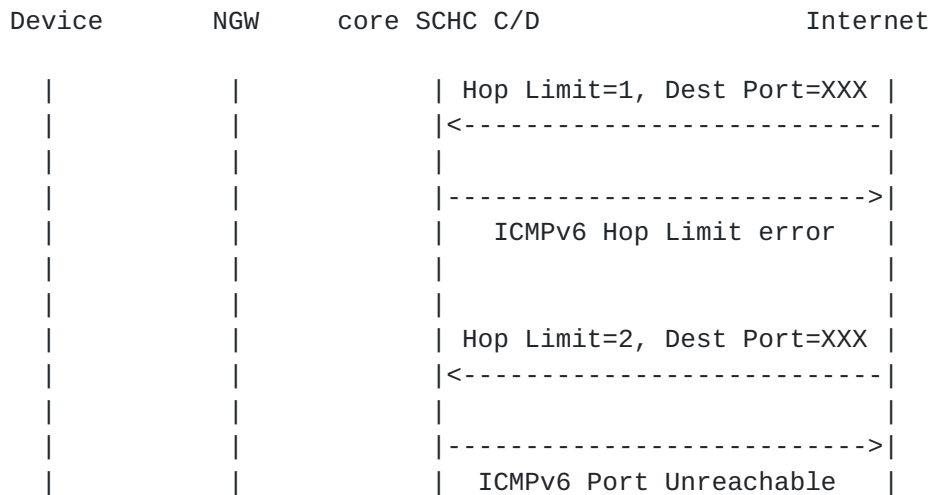 Device       NGW     core SCHC C/D                 Internet

  |           |            | Hop Limit=1, Dest Port=XXX |
  |           |            |<---------------------------|
  |           |            |                            |
  |           |            |--------------------------->|
  |           |            |   ICMPv6 Hop Limit error   |
  |           |            |                            |
  |           |            |                            |
  |           |            | Hop Limit=2, Dest Port=XXX |
  |           |            |<---------------------------|
  |           |            |                            |
  |           |            |--------------------------->|
  |           |            |  ICMPv6 Port Unreachable   |